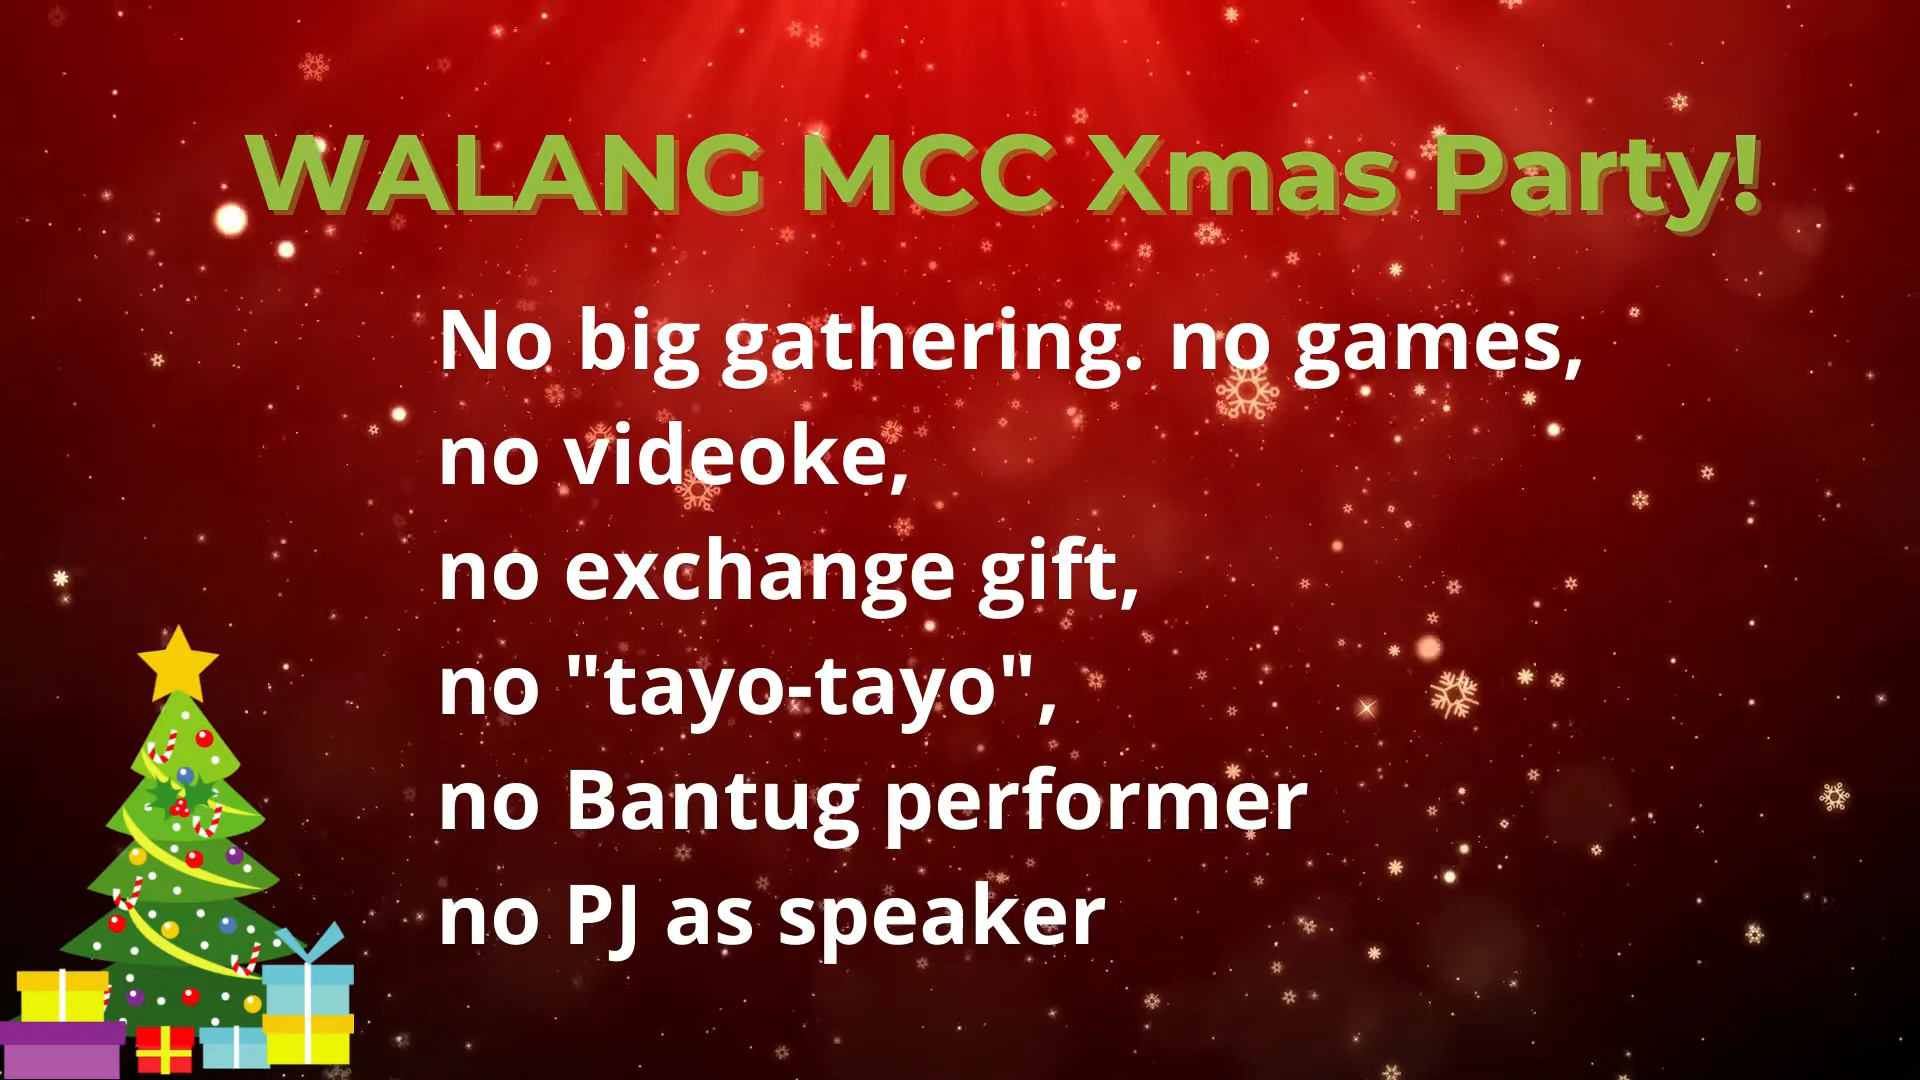 WALANG MCC Xmas Party!
No big gathering. no games,
no videoke,
no exchange gift,
no "tayo-tayo",
no Bantug performer
no PJ as speaker